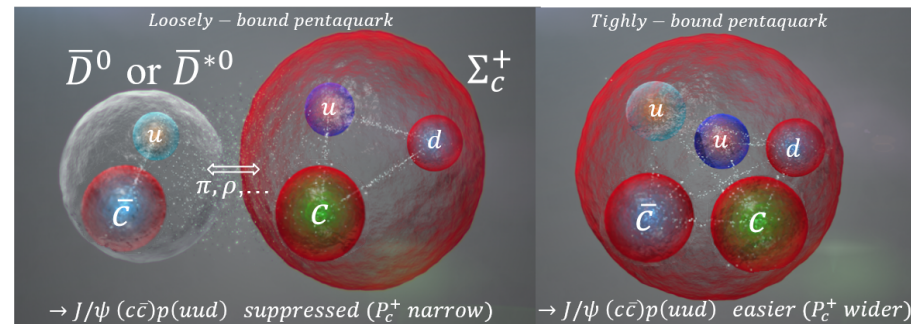 Loosely-bound pentaquark
D̅⁰ or D̅*⁰
Σc⁺
u
u
d
π, ρ,...
c̅
c
→ J/ψ (cc̅)p(uud) suppressed (Pc⁺ narrow)
Tighly-bound pentaquark
u
u
d
c̅
c
→ J/ψ (cc̅)p(uud) easier (Pc⁺ wider)